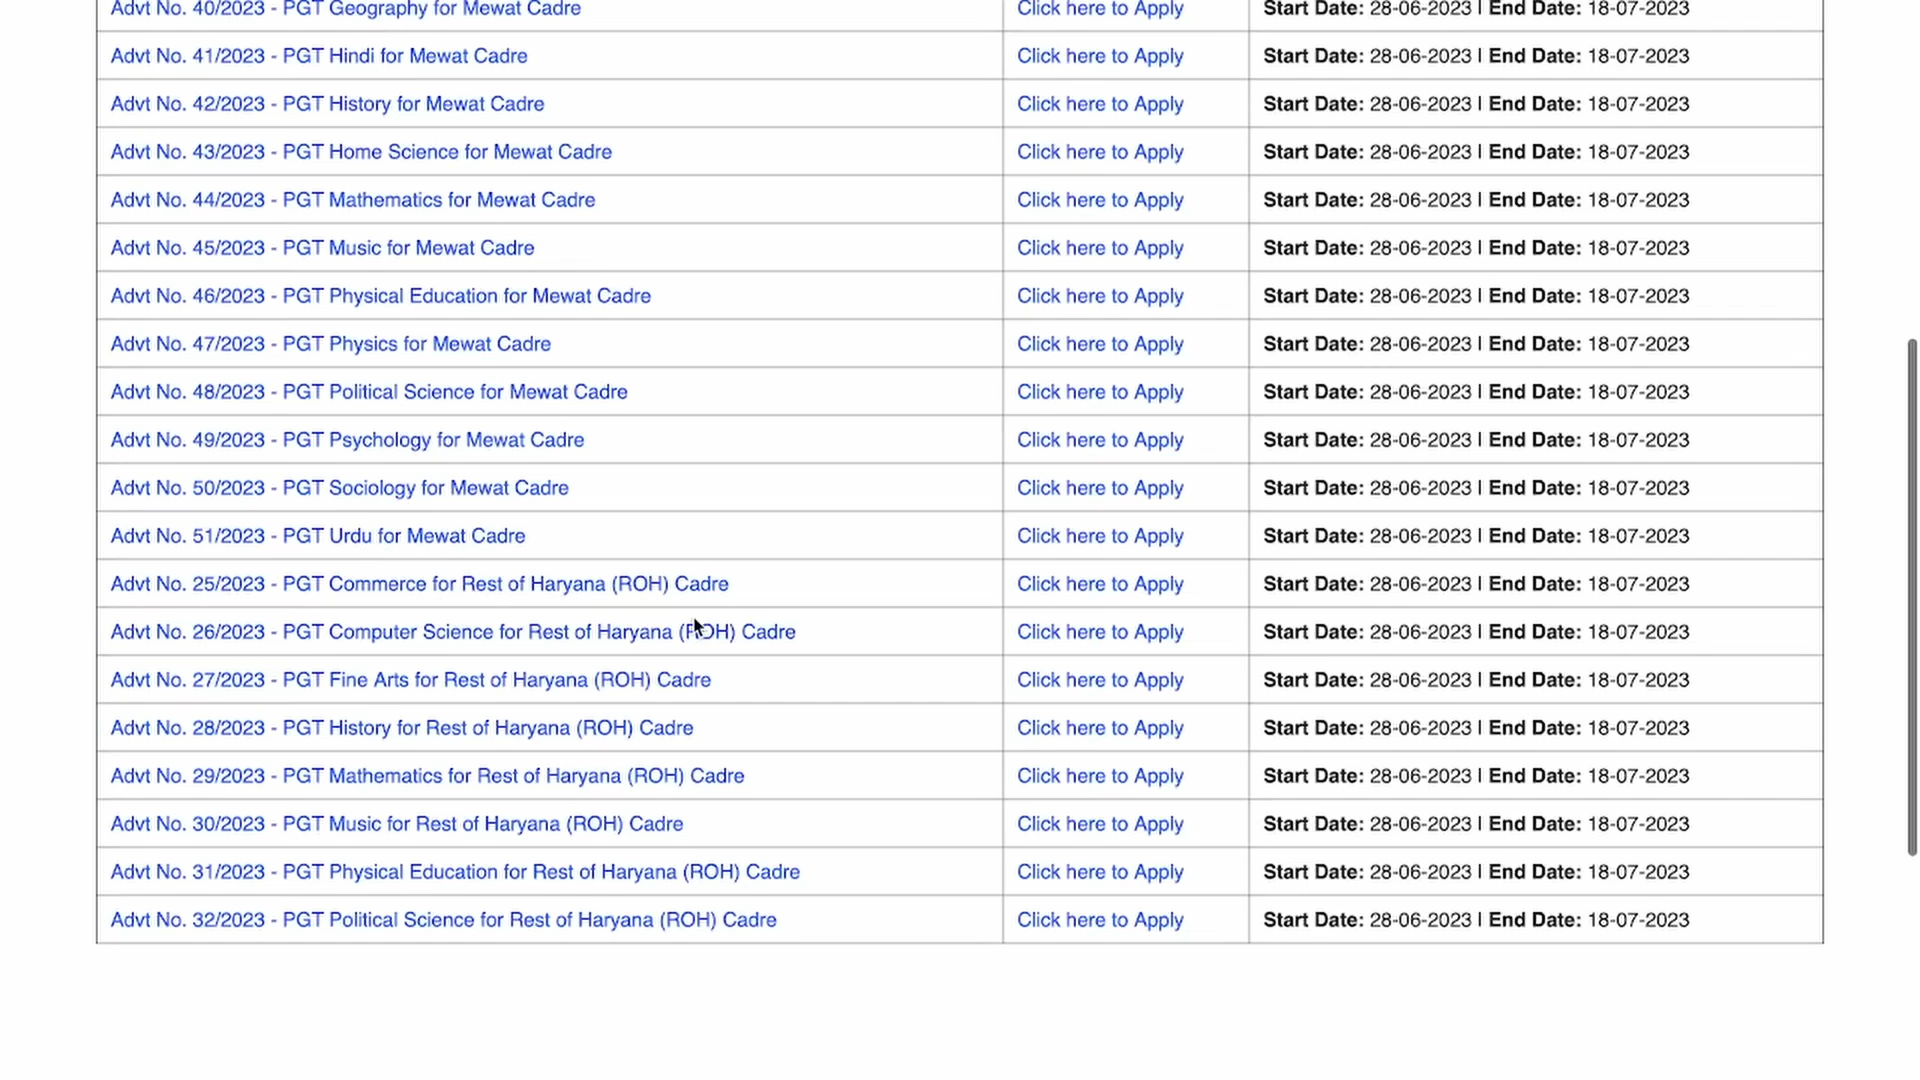 Advt No. 40/2023 - PGT Geography for Mewat Cadre Click here to Apply Start Date: 28-06-2023 | End Date: 18-07-2023
Advt No. 41/2023 - PGT Hindi for Mewat Cadre Click here to Apply Start Date: 28-06-2023 | End Date: 18-07-2023
Advt No. 42/2023 - PGT History for Mewat Cadre Click here to Apply Start Date: 28-06-2023 | End Date: 18-07-2023
Advt No. 43/2023 - PGT Home Science for Mewat Cadre Click here to Apply Start Date: 28-06-2023 | End Date: 18-07-2023
Advt No. 44/2023 - PGT Mathematics for Mewat Cadre Click here to Apply Start Date: 28-06-2023 | End Date: 18-07-2023
Advt No. 45/2023 - PGT Music for Mewat Cadre Click here to Apply Start Date: 28-06-2023 | End Date: 18-07-2023
Advt No. 46/2023 - PGT Physical Education for Mewat Cadre Click here to Apply Start Date: 28-06-2023 | End Date: 18-07-2023
Advt No. 47/2023 - PGT Physics for Mewat Cadre Click here to Apply Start Date: 28-06-2023 | End Date: 18-07-2023
Advt No. 48/2023 - PGT Political Science for Mewat Cadre Click here to Apply Start Date: 28-06-2023 | End Date: 18-07-2023
Advt No. 49/2023 - PGT Psychology for Mewat Cadre Click here to Apply Start Date: 28-06-2023 | End Date: 18-07-2023
Advt No. 50/2023 - PGT Sociology for Mewat Cadre Click here to Apply Start Date: 28-06-2023 | End Date: 18-07-2023
Advt No. 51/2023 - PGT Urdu for Mewat Cadre Click here to Apply Start Date: 28-06-2023 | End Date: 18-07-2023
Advt No. 25/2023 - PGT Commerce for Rest of Haryana (ROH) Cadre Click here to Apply Start Date: 28-06-2023 | End Date: 18-07-2023
Advt No. 26/2023 - PGT Computer Science for Rest of Haryana (ROH) Cadre Click here to Apply Start Date: 28-06-2023 | End Date: 18-07-2023
Advt No. 27/2023 - PGT Fine Arts for Rest of Haryana (ROH) Cadre Click here to Apply Start Date: 28-06-2023 | End Date: 18-07-2023
Advt No. 28/2023 - PGT History for Rest of Haryana (ROH) Cadre Click here to Apply Start Date: 28-06-2023 | End Date: 18-07-2023
Advt No. 29/2023 - PGT Mathematics for Rest of Haryana (ROH) Cadre Click here to Apply Start Date: 28-06-2023 | End Date: 18-07-2023
Advt No. 30/2023 - PGT Music for Rest of Haryana (ROH) Cadre Click here to Apply Start Date: 28-06-2023 | End Date: 18-07-2023
Advt No. 31/2023 - PGT Physical Education for Rest of Haryana (ROH) Cadre Click here to Apply Start Date: 28-06-2023 | End Date: 18-07-2023
Advt No. 32/2023 - PGT Political Science for Rest of Haryana (ROH) Cadre Click here to Apply Start Date: 28-06-2023 | End Date: 18-07-2023